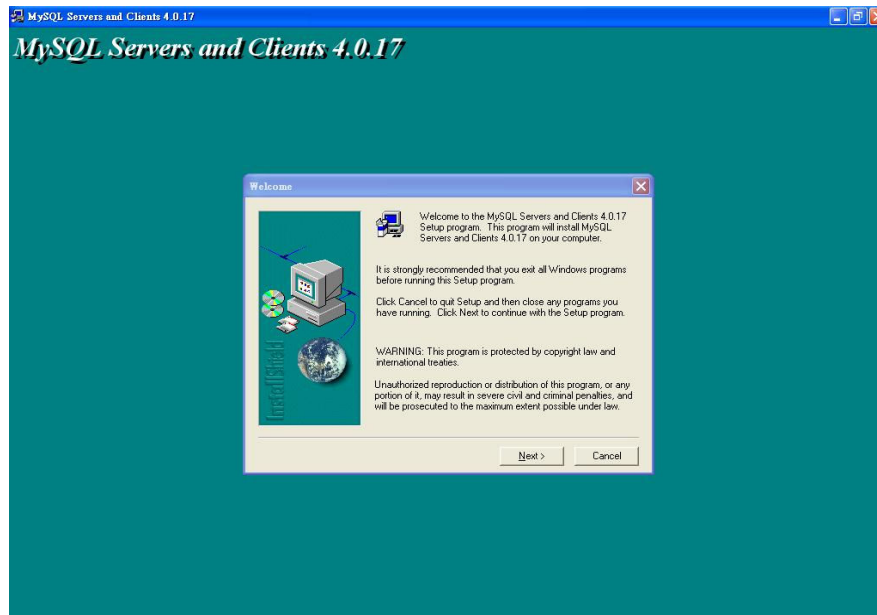 MySQL Servers and Clients 4.0.17
MySQL Servers and Clients 4.0.17
Welcome
Welcome to the MySQL Servers and Clients 4.0.17
Setup program. This program will install MySQL
Servers and Clients 4.0.17 on your computer.
It is strongly recommended that you exit all Windows programs
before running this Setup program.
Click Cancel to quit Setup and then close any programs you
have running. Click Next to continue with the Setup program.
WARNING: This program is protected by copyright law and
international treaties.
Unauthorized reproduction or distribution of this program, or any
portion of it, may result in severe civil and criminal penalties, and
will be prosecuted to the maximum extent possible under law.
InstallShield
Next >
Cancel